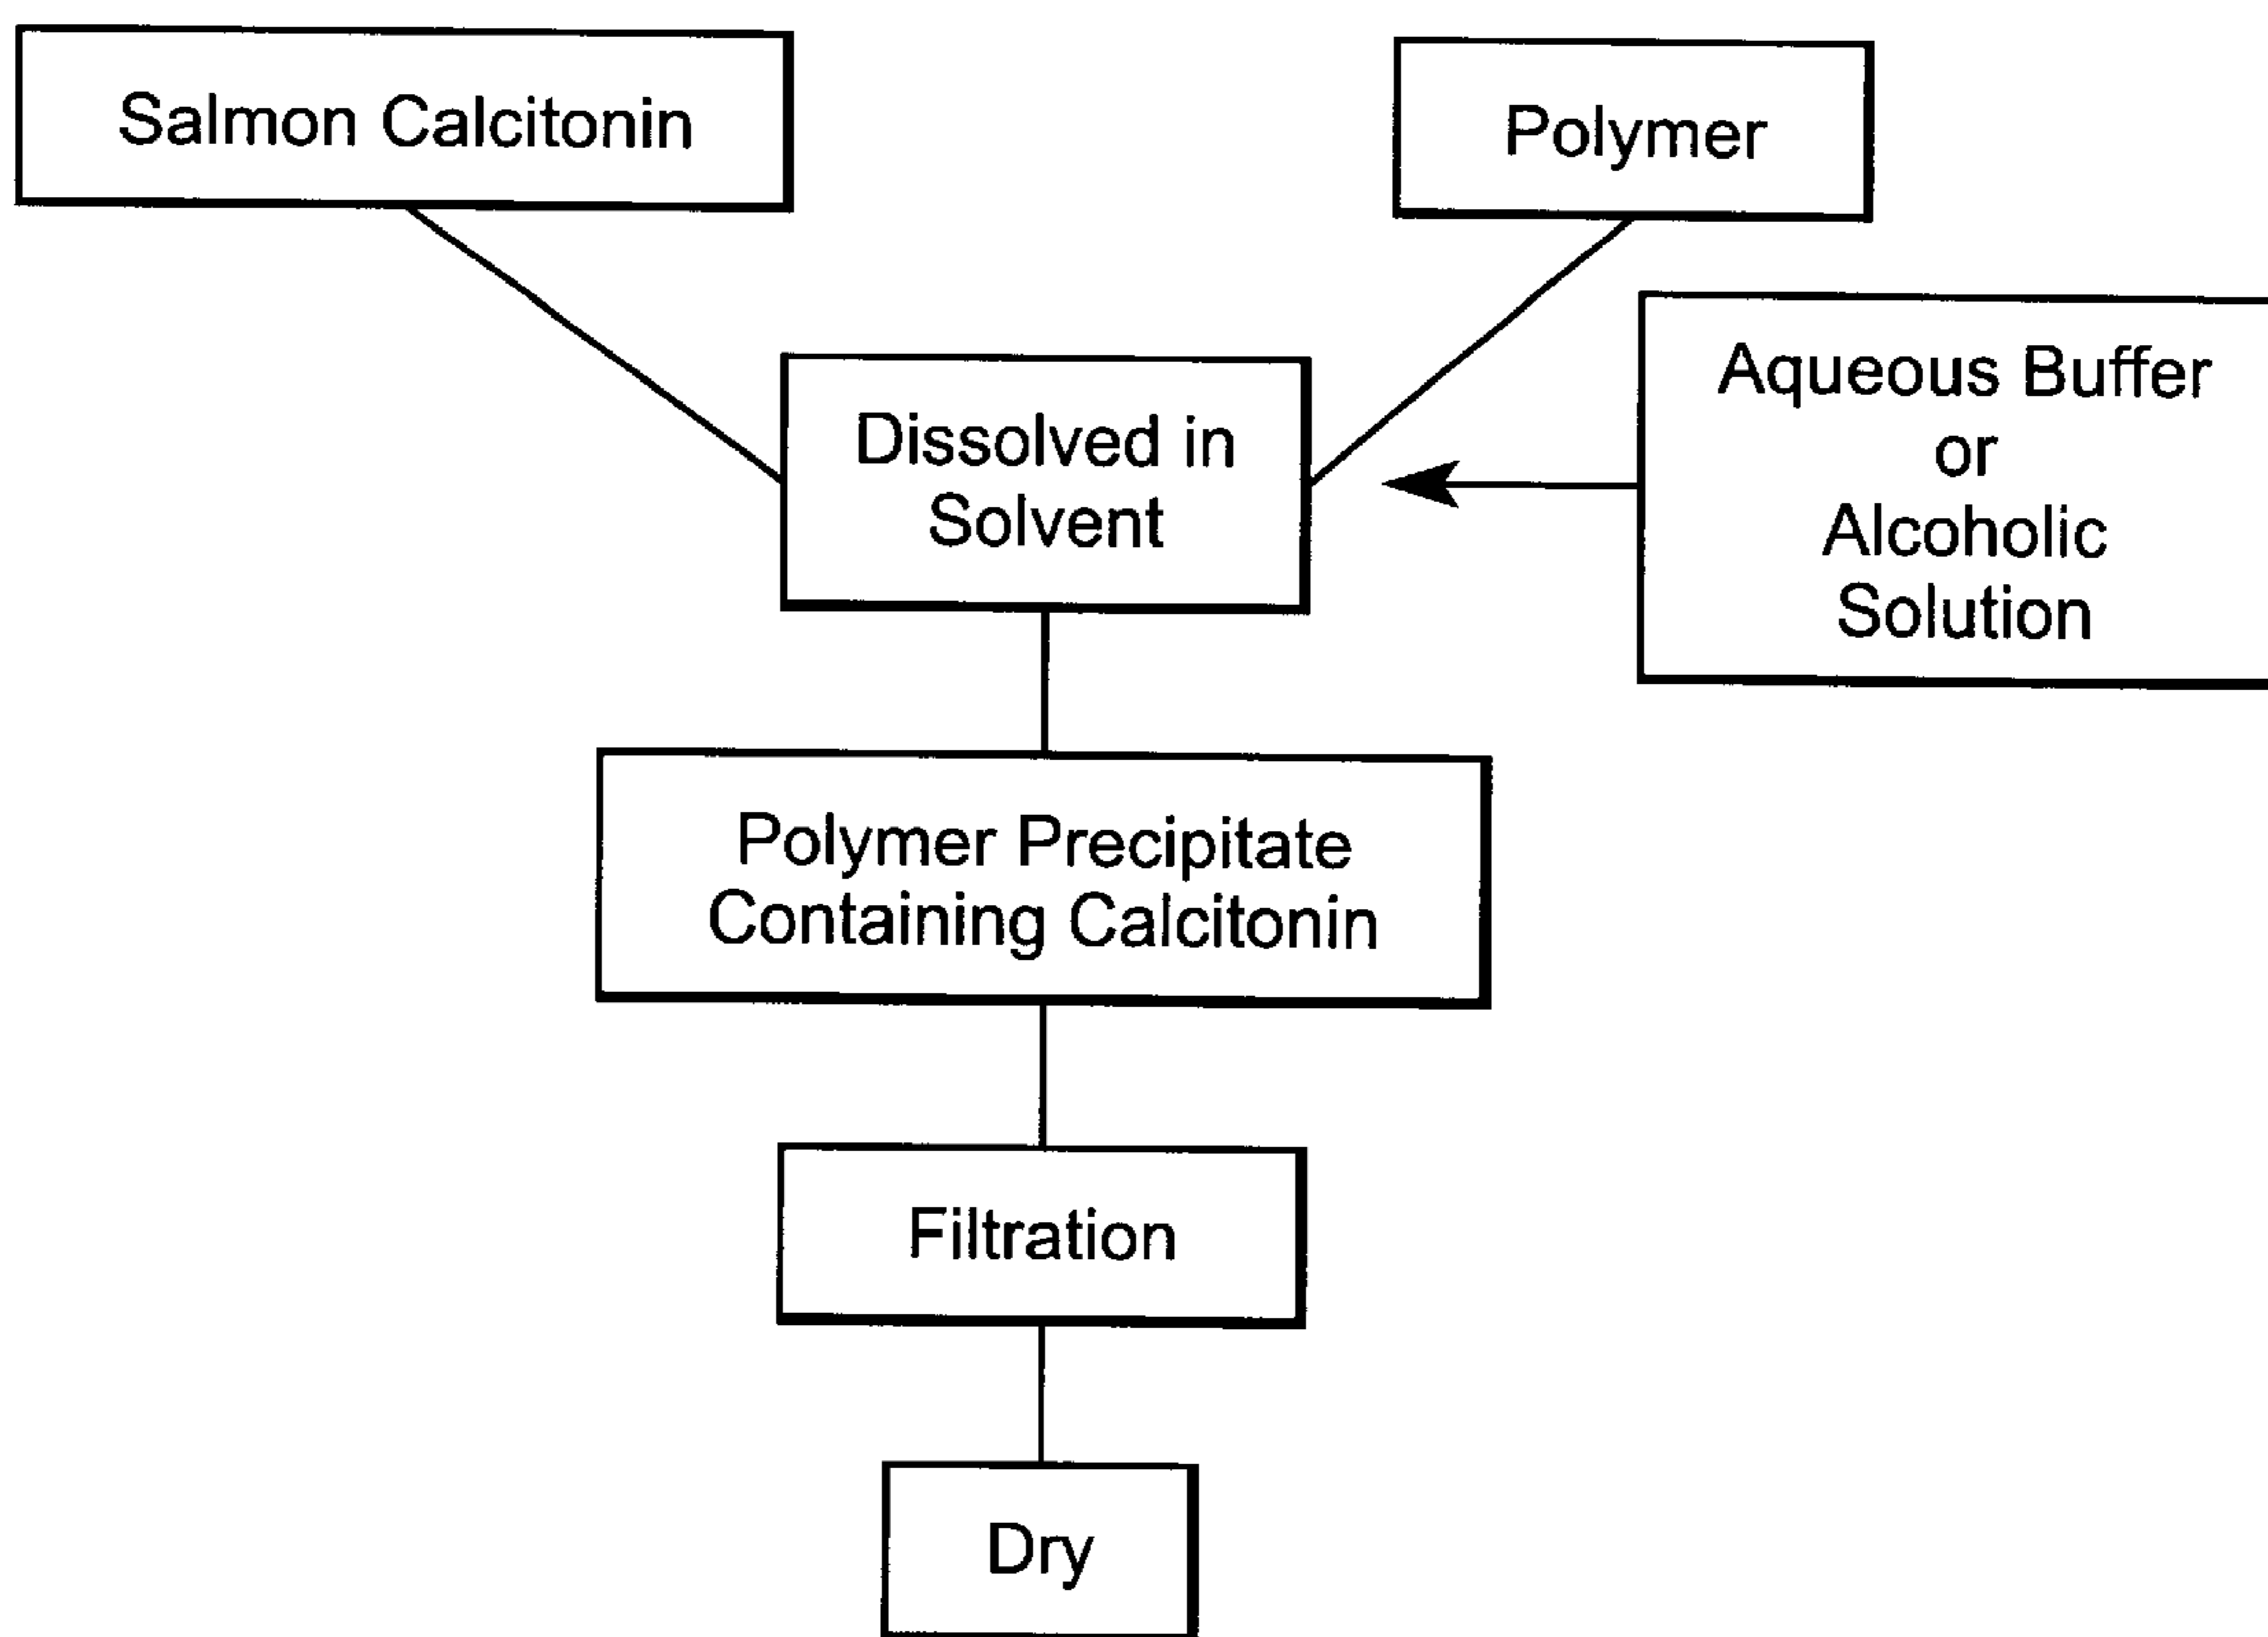 Salmon Calcitonin
Polymer
Dissolved in
Solvent
Aqueous Buffer
or
Alcoholic
Solution
Polymer Precipitate
Containing Calcitonin
Filtration
Dry